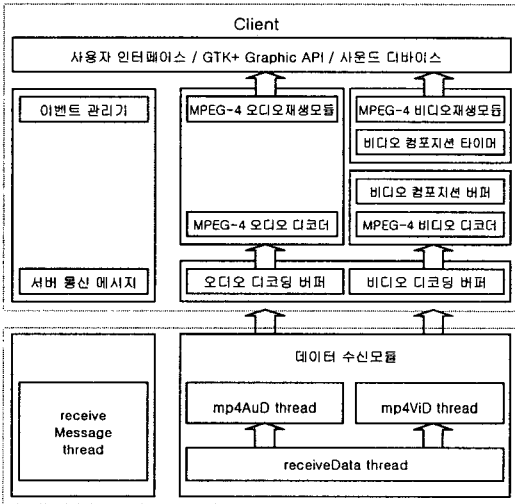 Client
사용자 인터페이스 / GTK+ Graphic API / 사운드 디바이스
이벤트 관리기
MPEG-4 오디오재생모듈
MPEG-4 비디오재생모듈
비디오 컴포지션 타이머
비디오 컴포지션 버퍼
MPEG-4 오디오 디코더
MPEG-4 비디오 디코더
서버 통신 메시지
오디오 디코딩 버퍼
비디오 디코딩 버퍼
데이터 수신모듈
receive
Message
thread
mp4AuD thread
mp4ViD thread
receiveData thread